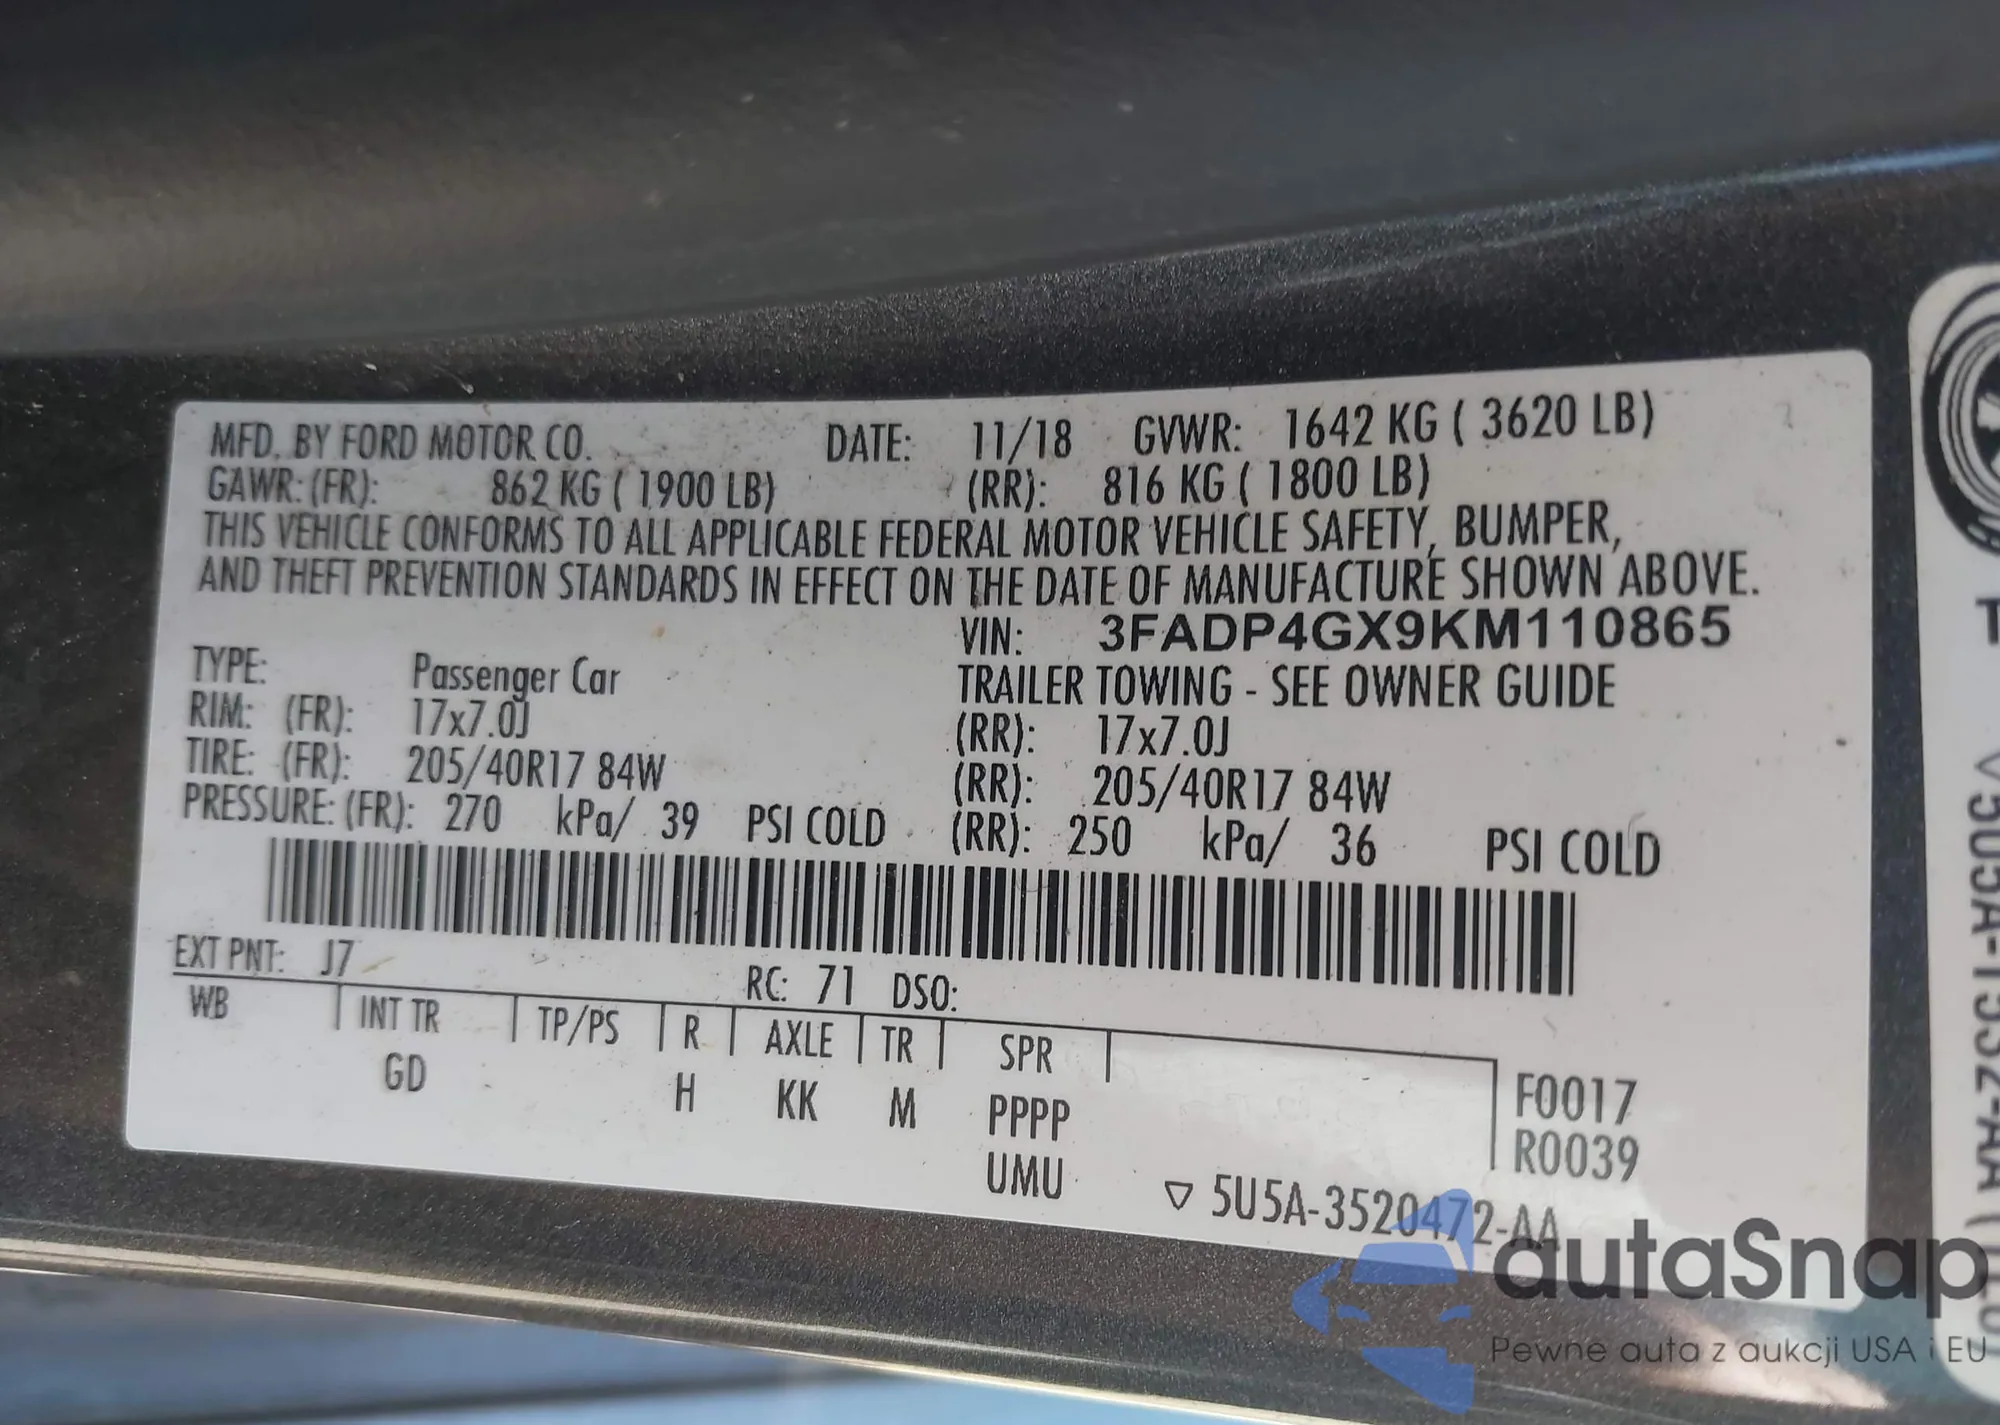 MFD. BY FORD MOTOR CO. DATE: 11/18 GVWR: 1642 KG ( 3620 LB)
GAWR: (FR): 862 KG ( 1900 LB) (RR): 816 KG ( 1800 LB)
THIS VEHICLE CONFORMS TO ALL APPLICABLE FEDERAL MOTOR VEHICLE SAFETY, BUMPER,
AND THEFT PREVENTION STANDARDS IN EFFECT ON THE DATE OF MANUFACTURE SHOWN ABOVE.
VIN: 3FADP4GX9KM110865
TYPE: Passenger Car TRAILER TOWING - SEE OWNER GUIDE
RIM: (FR): 17x7.0J (RR): 17x7.0J
TIRE: (FR): 205/40R17 84W (RR): 205/40R17 84W
PRESSURE: (FR): 270 kPa/ 39 PSI COLD (RR): 250 kPa/ 36 PSI COLD
EXT PNT: J7 RC: 71 DSO:
WB INT TR TP/PS R AXLE TR SPR
GD H KK M PPPP F0017
UMU R0039
▽ 5U5A-3520472-AA
autaSnap
Pewne auta z aukcji USA i EU